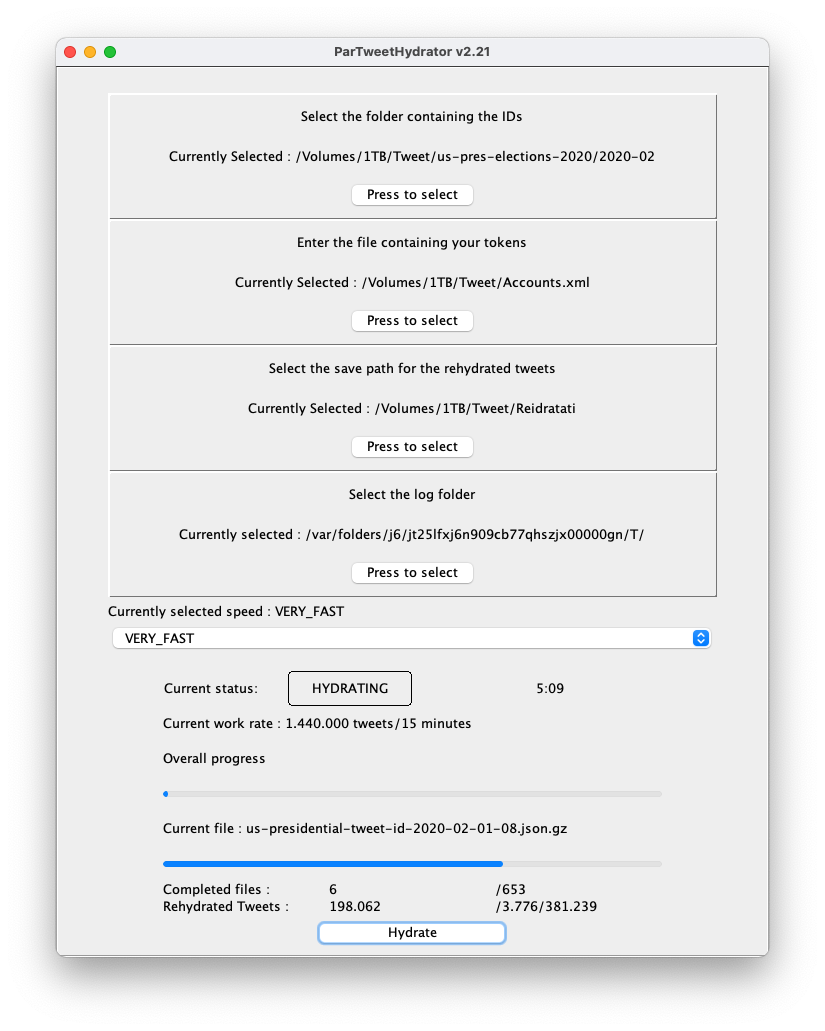 ParTweetHydrator v2.21
Select the folder containing the IDs
Currently Selected : /Volumes/1TB/Tweet/us-pres-elections-2020/2020-02
Press to select
Enter the file containing your tokens
Currently Selected : /Volumes/1TB/Tweet/Accounts.xml
Press to select
Select the save path for the rehydrated tweets
Currently Selected : /Volumes/1TB/Tweet/Reidratati
Press to select
Select the log folder
Currently selected : /var/folders/j6/jt25lfxj6n909cb77qhszjx00000gn/T/
Press to select
Currently selected speed : VERY_FAST
VERY_FAST
Current status: HYDRATING 5:09
Current work rate : 1.440.000 tweets/15 minutes
Overall progress
Current file : us-presidential-tweet-id-2020-02-01-08.json.gz
Completed files : 6 /653
Rehydrated Tweets : 198.062 /3.776/381.239
Hydrate